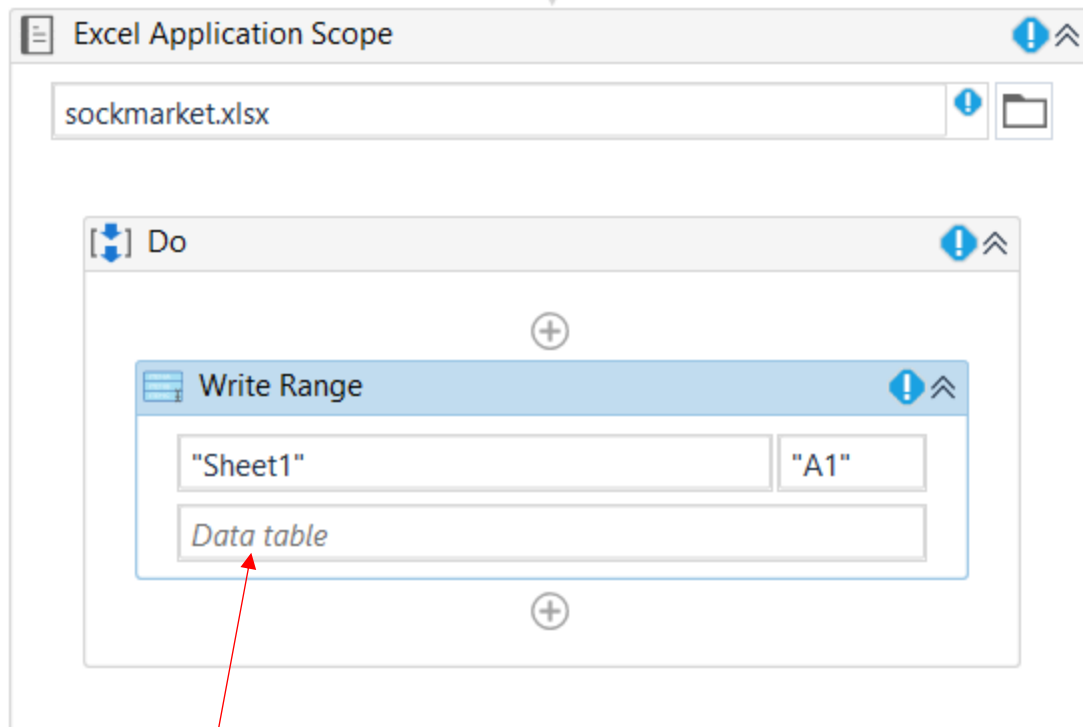 Excel Application Scope
sockmarket.xlsx
Do
Write Range
"Sheet1" "A1"
Data table